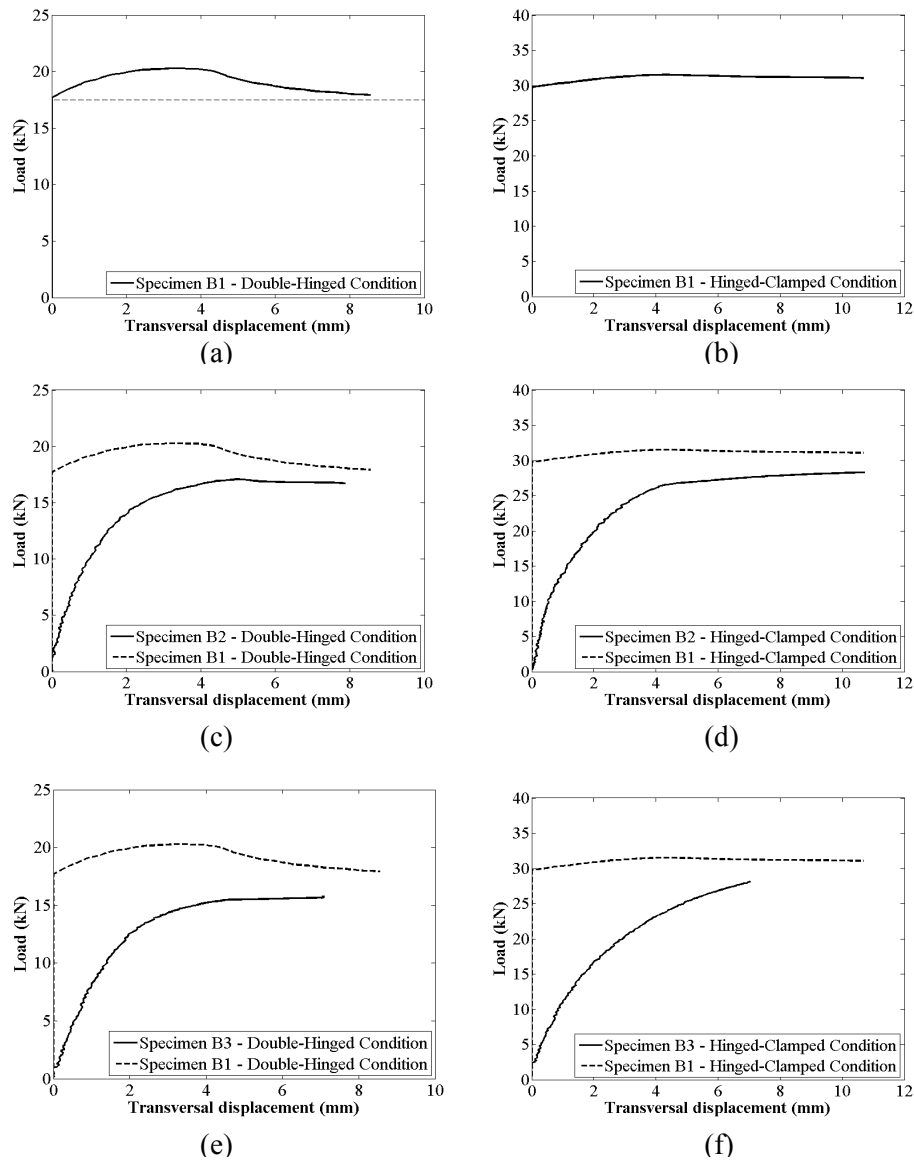 25
20
15
10
5
0
Load (kN)
Specimen B1 - Double-Hinged Condition
0 2 4 6 8 10
Transversal displacement (mm)
(a)
40
35
30
25
20
15
10
5
0
Load (kN)
Specimen B1 - Hinged-Clamped Condition
0 2 4 6 8 10 12
Transversal displacement (mm)
(b)
25
20
15
10
5
0
Load (kN)
Specimen B2 - Double-Hinged Condition
Specimen B1 - Double-Hinged Condition
0 2 4 6 8 10
Transversal displacement (mm)
(c)
40
35
30
25
20
15
10
5
0
Load (kN)
Specimen B2 - Hinged-Clamped Condition
Specimen B1 - Hinged-Clamped Condition
0 2 4 6 8 10 12
Transversal displacement (mm)
(d)
25
20
15
10
5
0
Load (kN)
Specimen B3 - Double-Hinged Condition
Specimen B1 - Double-Hinged Condition
0 2 4 6 8 10
Transversal displacement (mm)
(e)
40
35
30
25
20
15
10
5
0
Load (kN)
Specimen B3 - Hinged-Clamped Condition
Specimen B1 - Hinged-Clamped Condition
0 2 4 6 8 10 12
Transversal displacement (mm)
(f)